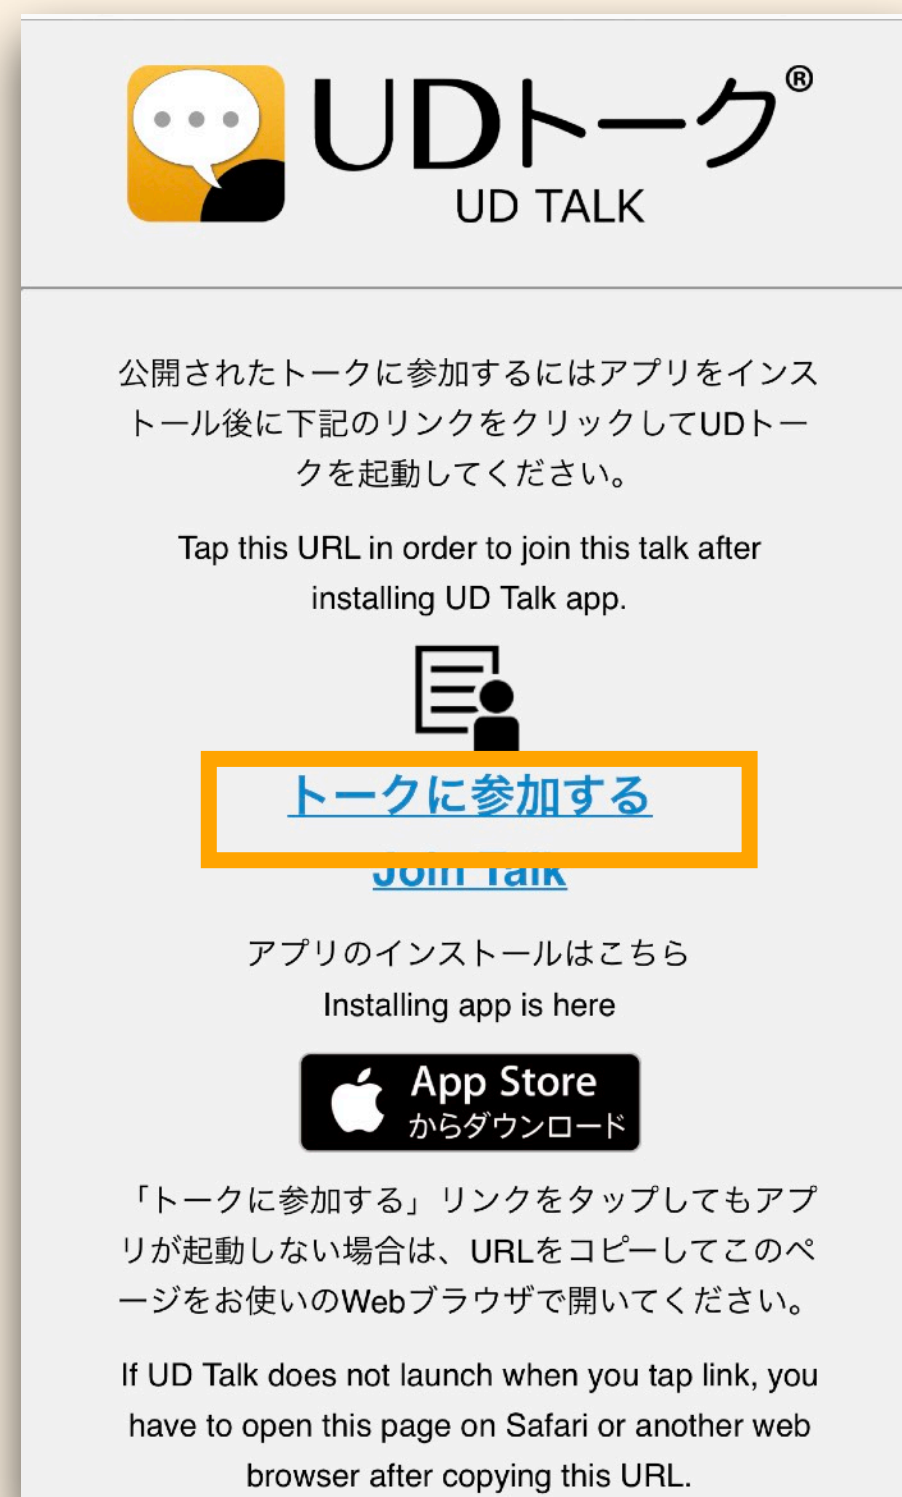 UDトーク®
UD TALK
公開されたトークに参加するにはアプリをインス
トール後に下記のリンクをクリックしてUDトー
クを起動してください。
Tap this URL in order to join this talk after
installing UD Talk app.
トークに参加する
Join Talk
アプリのインストールはこちら
Installing app is here
App Store
からダウンロード
「トークに参加する」リンクをタップしてもアプ
リが起動しない場合は、URLをコピーしてこのペ
ージをお使いのWebブラウザで開いてください。
If UD Talk does not launch when you tap link, you
have to open this page on Safari or another web
browser after copying this URL.